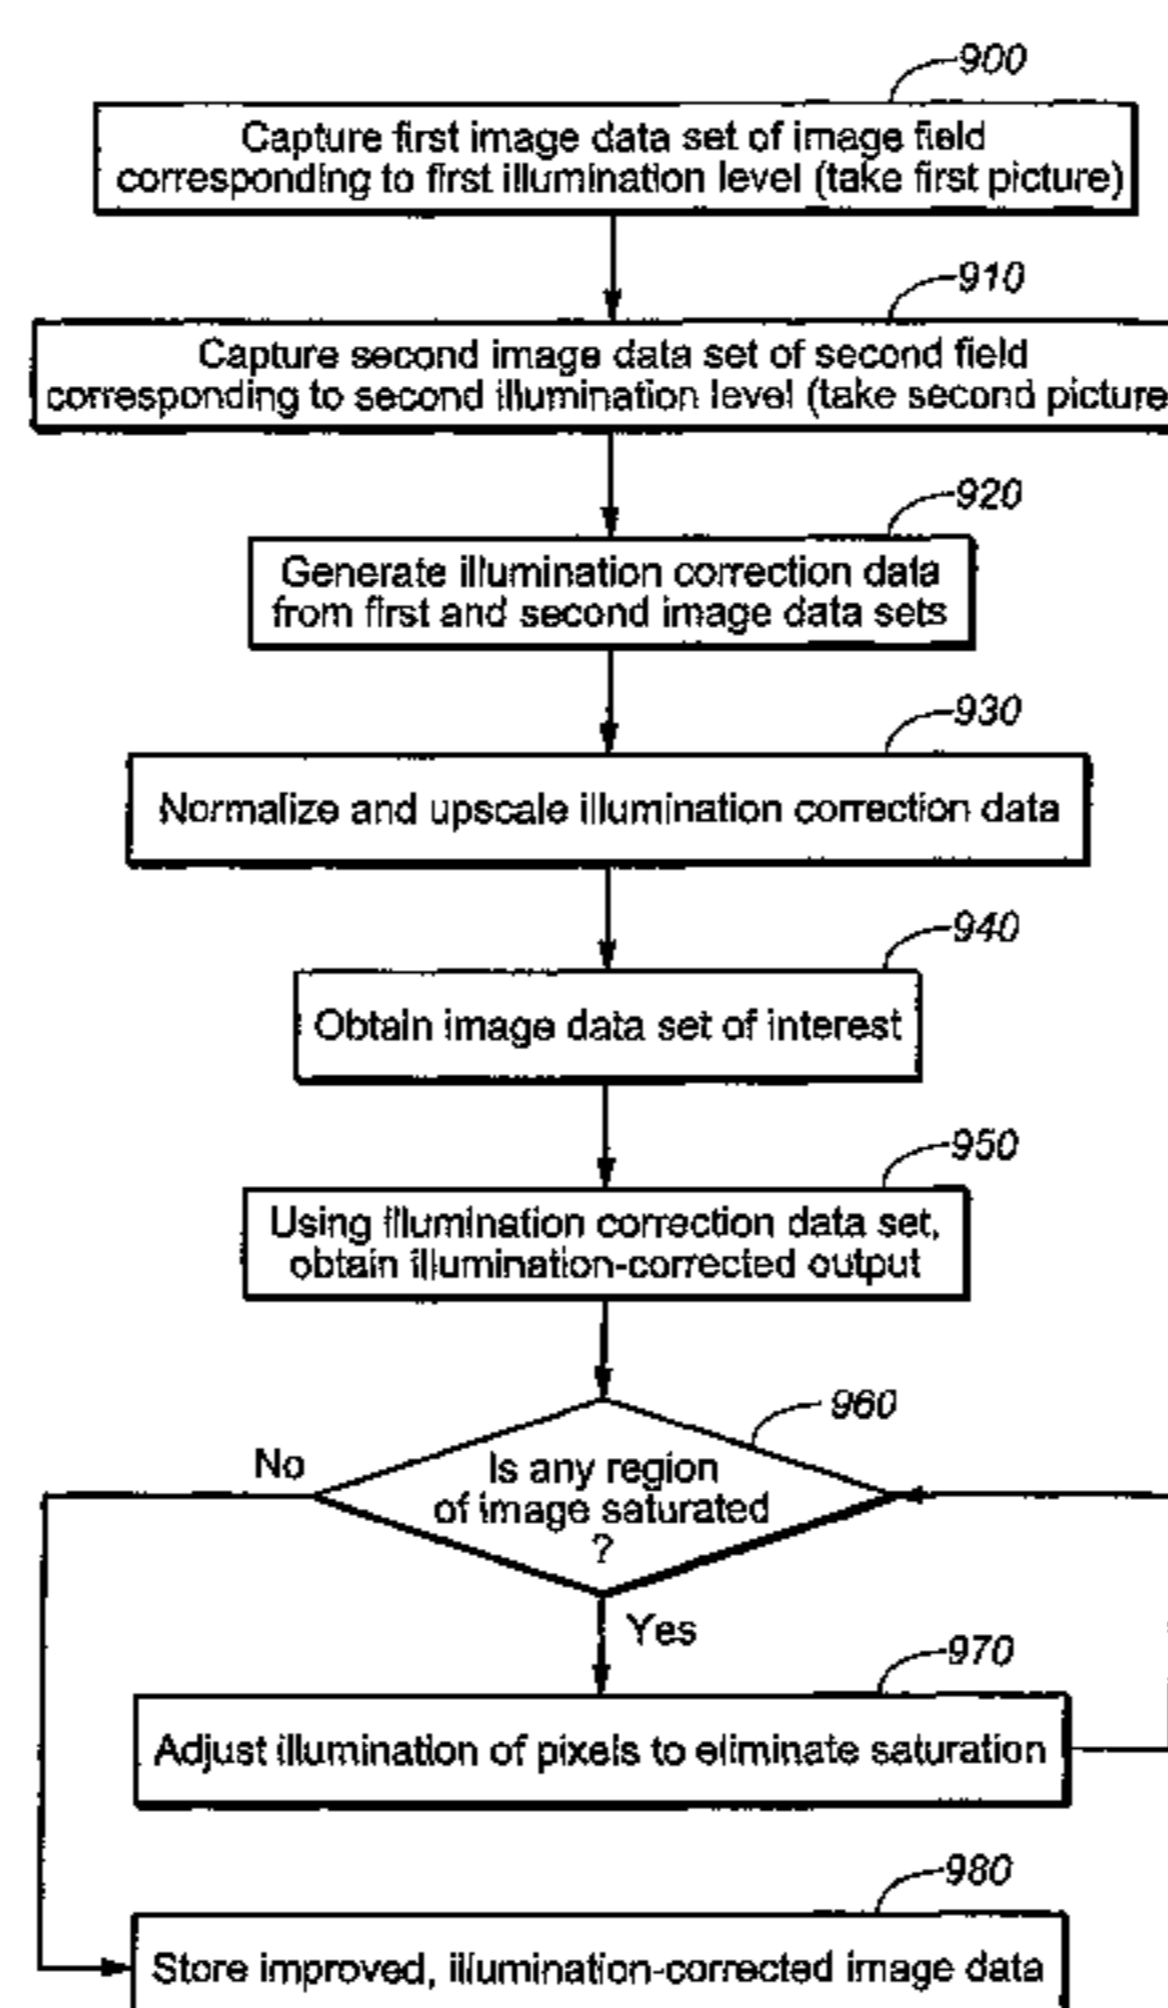 900
Capture first image data set of image field
corresponding to first illumination level (take first picture)
910
Capture second image data set of second field
corresponding to second illumination level (take second picture
920
Generate illumination correction data
from first and second image data sets
930
Normalize and upscale illumination correction data
940
Obtain image data set of interest
950
Using illumination correction data set,
obtain illumination-corrected output
960
No
Is any region
of image saturated
?
Yes
970
Adjust illumination of pixels to eliminate saturation
980
Store improved, illumination-corrected image data